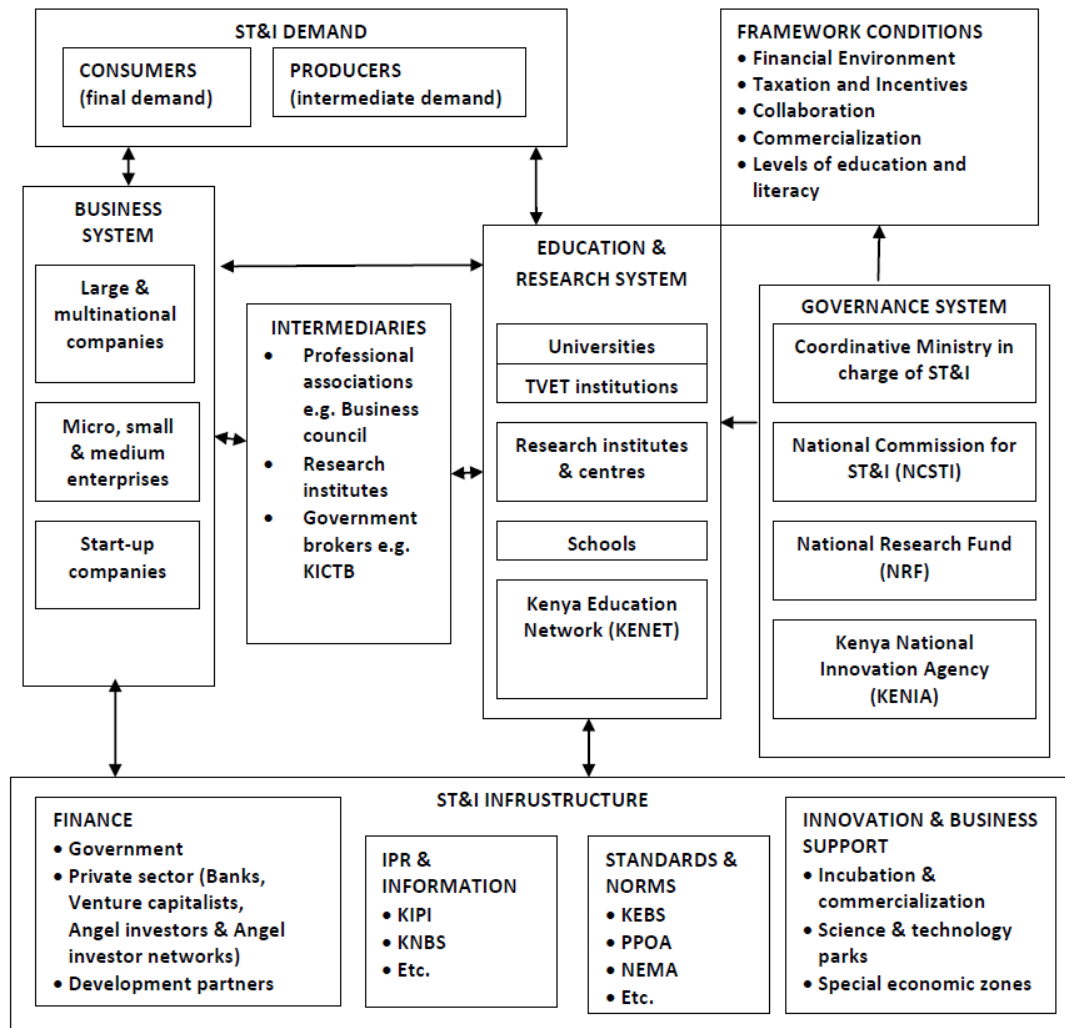 ST&I DEMAND
CONSUMERS
(final demand)
PRODUCERS
(intermediate demand)
FRAMEWORK CONDITIONS
• Financial Environment
• Taxation and Incentives
• Collaboration
• Commercialization
• Levels of education and
literacy
BUSINESS
SYSTEM
Large &
multinational
companies
Micro, small
& medium
enterprises
Start-up
companies
INTERMEDIARIES
• Professional
associations
e.g. Business
council
• Research
institutes
• Government
brokers e.g.
KICTB
EDUCATION &
RESEARCH SYSTEM
Universities
TVET institutions
Research institutes
& centres
Schools
Kenya Education
Network (KENET)
GOVERNANCE SYSTEM
Coordinative Ministry in
charge of ST&I
National Commission for
ST&I (NCSTI)
National Research Fund
(NRF)
Kenya National
Innovation Agency
(KENIA)
ST&I INFRUSTRUCTURE
FINANCE
• Government
• Private sector (Banks,
Venture capitalists,
Angel investors & Angel
investor networks)
• Development partners
IPR &
INFORMATION
• KIPI
• KNBS
• Etc.
STANDARDS &
NORMS
• KEBS
• PPOA
• NEMA
• Etc.
INNOVATION & BUSINESS
SUPPORT
• Incubation &
commercialization
• Science & technology
parks
• Special economic zones